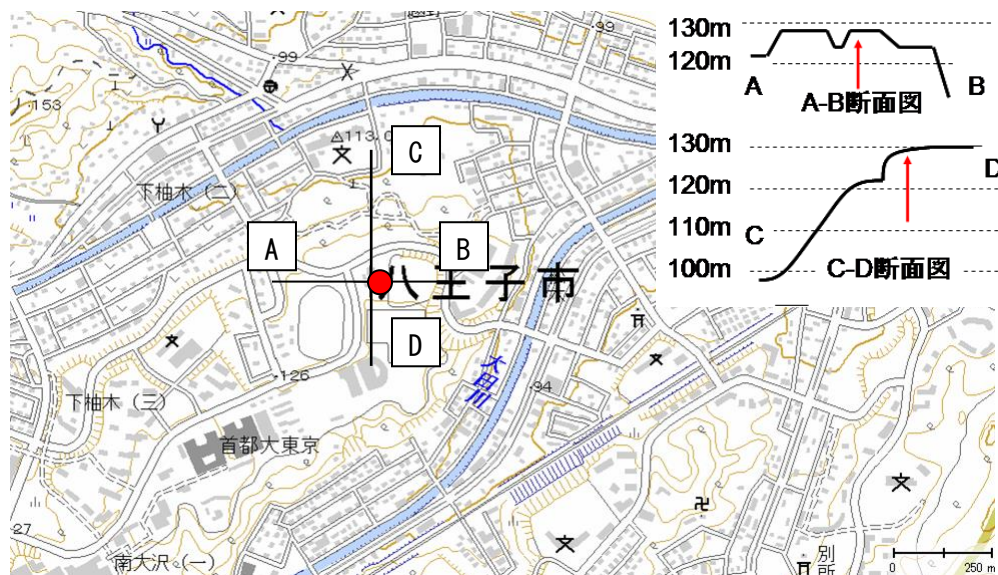 ・99
・99
・153
△113.0
下柚木（二）
C
A
B
八王子市
D
・126
大田川
・94
下柚木（三）
首都大東京
・27
南大沢（一）
別所
0 250 m
130m
120m
A
B
A-B断面図
130m
120m
110m
100m
C
D
C-D断面図